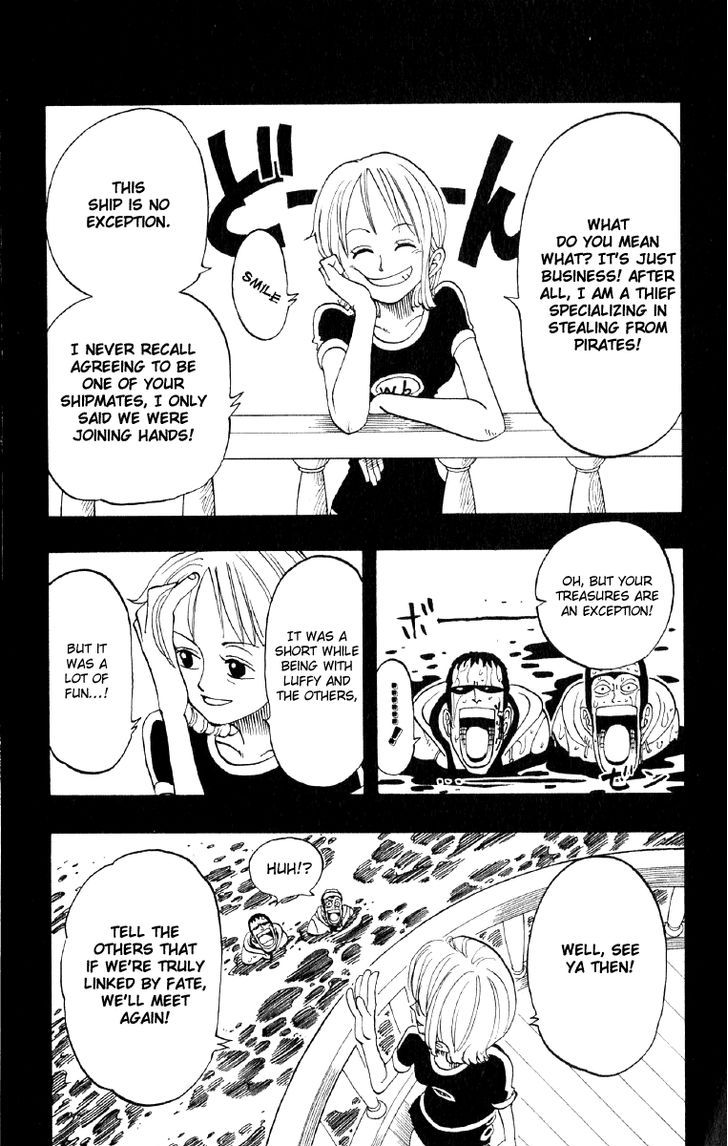 WHAT
DO YOU MEAN
WHAT? IT'S JUST
BUSINESS! AFTER
ALL, I AM A THIEF
SPECIALIZING IN
STEALING FROM
PIRATES!
ど――ん
SMILE
THIS
SHIP IS NO
EXCEPTION.
I NEVER RECALL
AGREEING TO BE
ONE OF YOUR
SHIPMATES, I ONLY
SAID WE WERE
JOINING HANDS!
OH, BUT YOUR
TREASURES ARE
AN EXCEPTION!
IT WAS A
SHORT WHILE
BEING WITH
LUFFY AND
THE OTHERS,
BUT IT
WAS A
LOT OF
FUN...!
WELL, SEE
YA THEN!
HUH!?
TELL THE
OTHERS THAT
IF WE'RE TRULY
LINKED BY FATE,
WE'LL MEET
AGAIN!